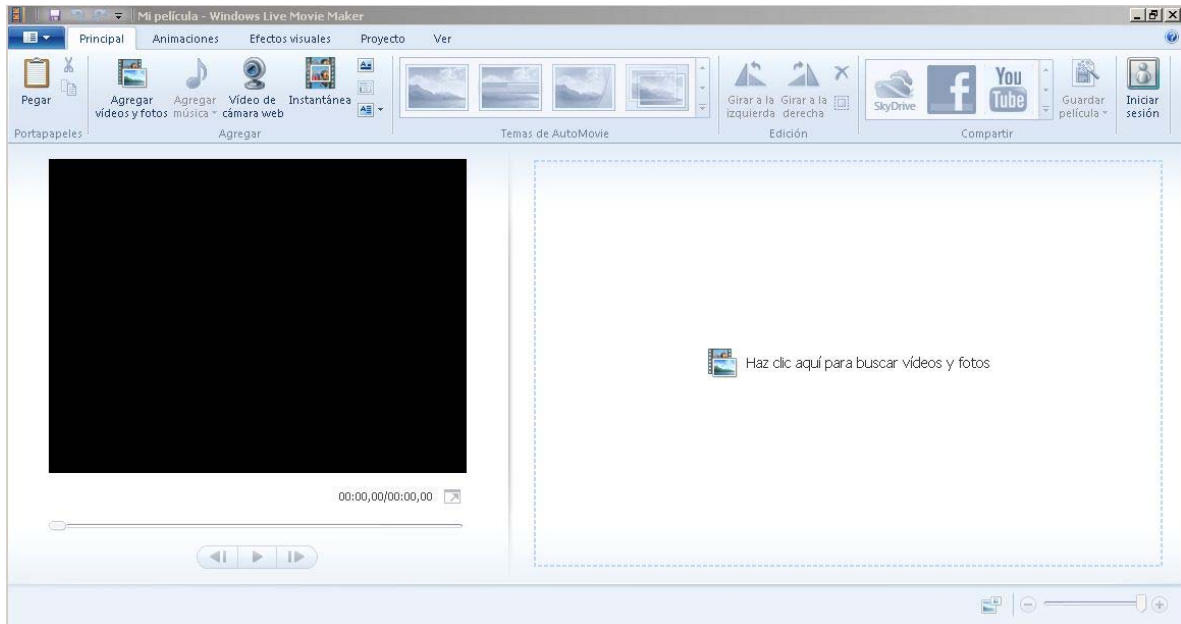 Mi película - Windows Live Movie Maker
Principal Animaciones Efectos visuales Proyecto Ver
Pegar
Agregar vídeos y fotos
Agregar música
Vídeo de cámara web
Instantánea
Girar a la izquierda
Girar a la derecha
SkyDrive
f
You Tube
Guardar película
Iniciar sesión
Portapapeles Agregar Temas de AutoMovie Edición Compartir
Haz clic aquí para buscar vídeos y fotos
00:00,00/00:00,00